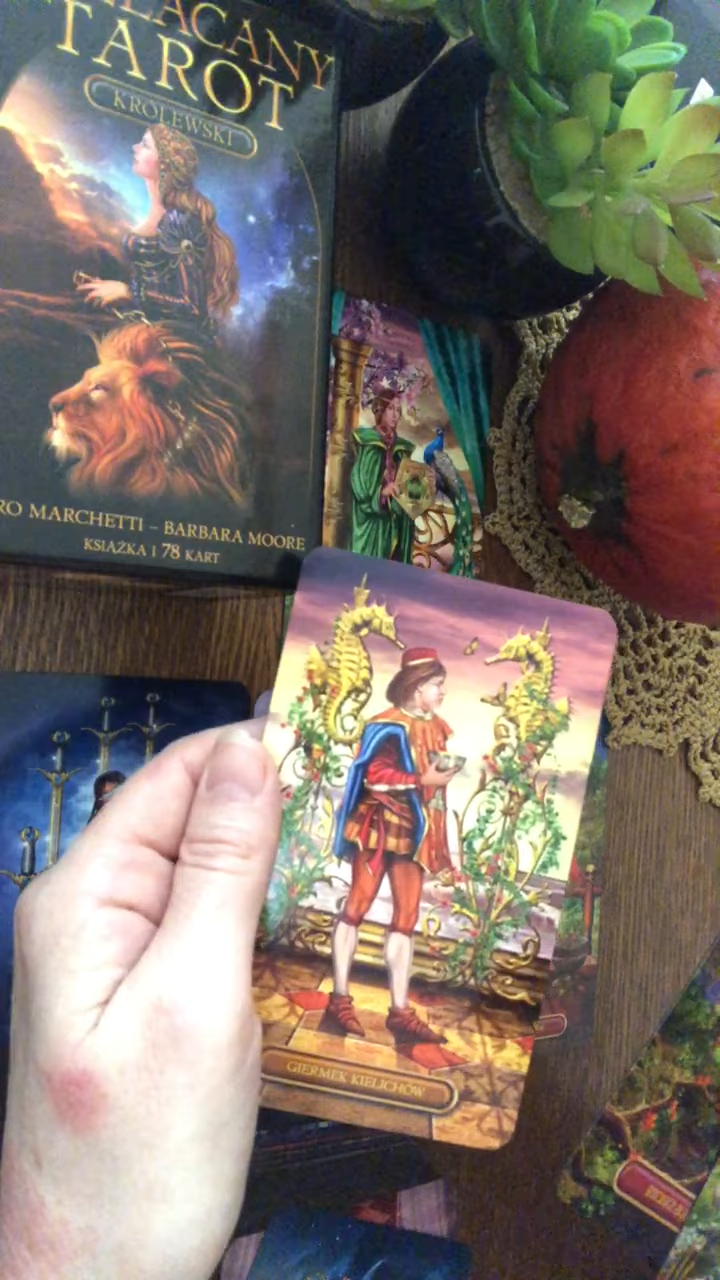 TAROT
KRÓLEWSKI
MARCHETTI – BARBARA MOORE
KSIĄŻKA I 78 KART
GIERMEK KIELICHÓW